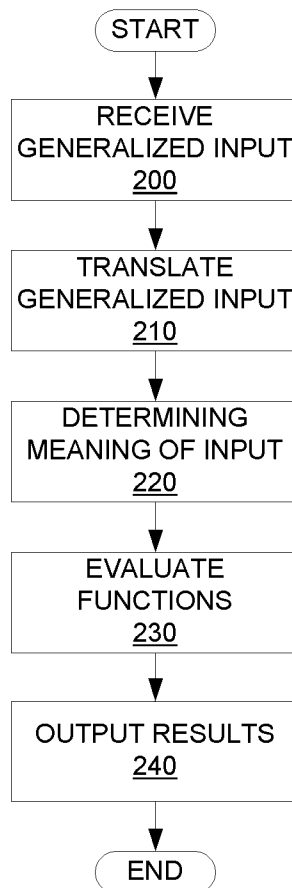 START
RECEIVE
GENERALIZED INPUT
200
TRANSLATE
GENERALIZED INPUT
210
DETERMINING
MEANING OF INPUT
220
EVALUATE
FUNCTIONS
230
OUTPUT RESULTS
240
END